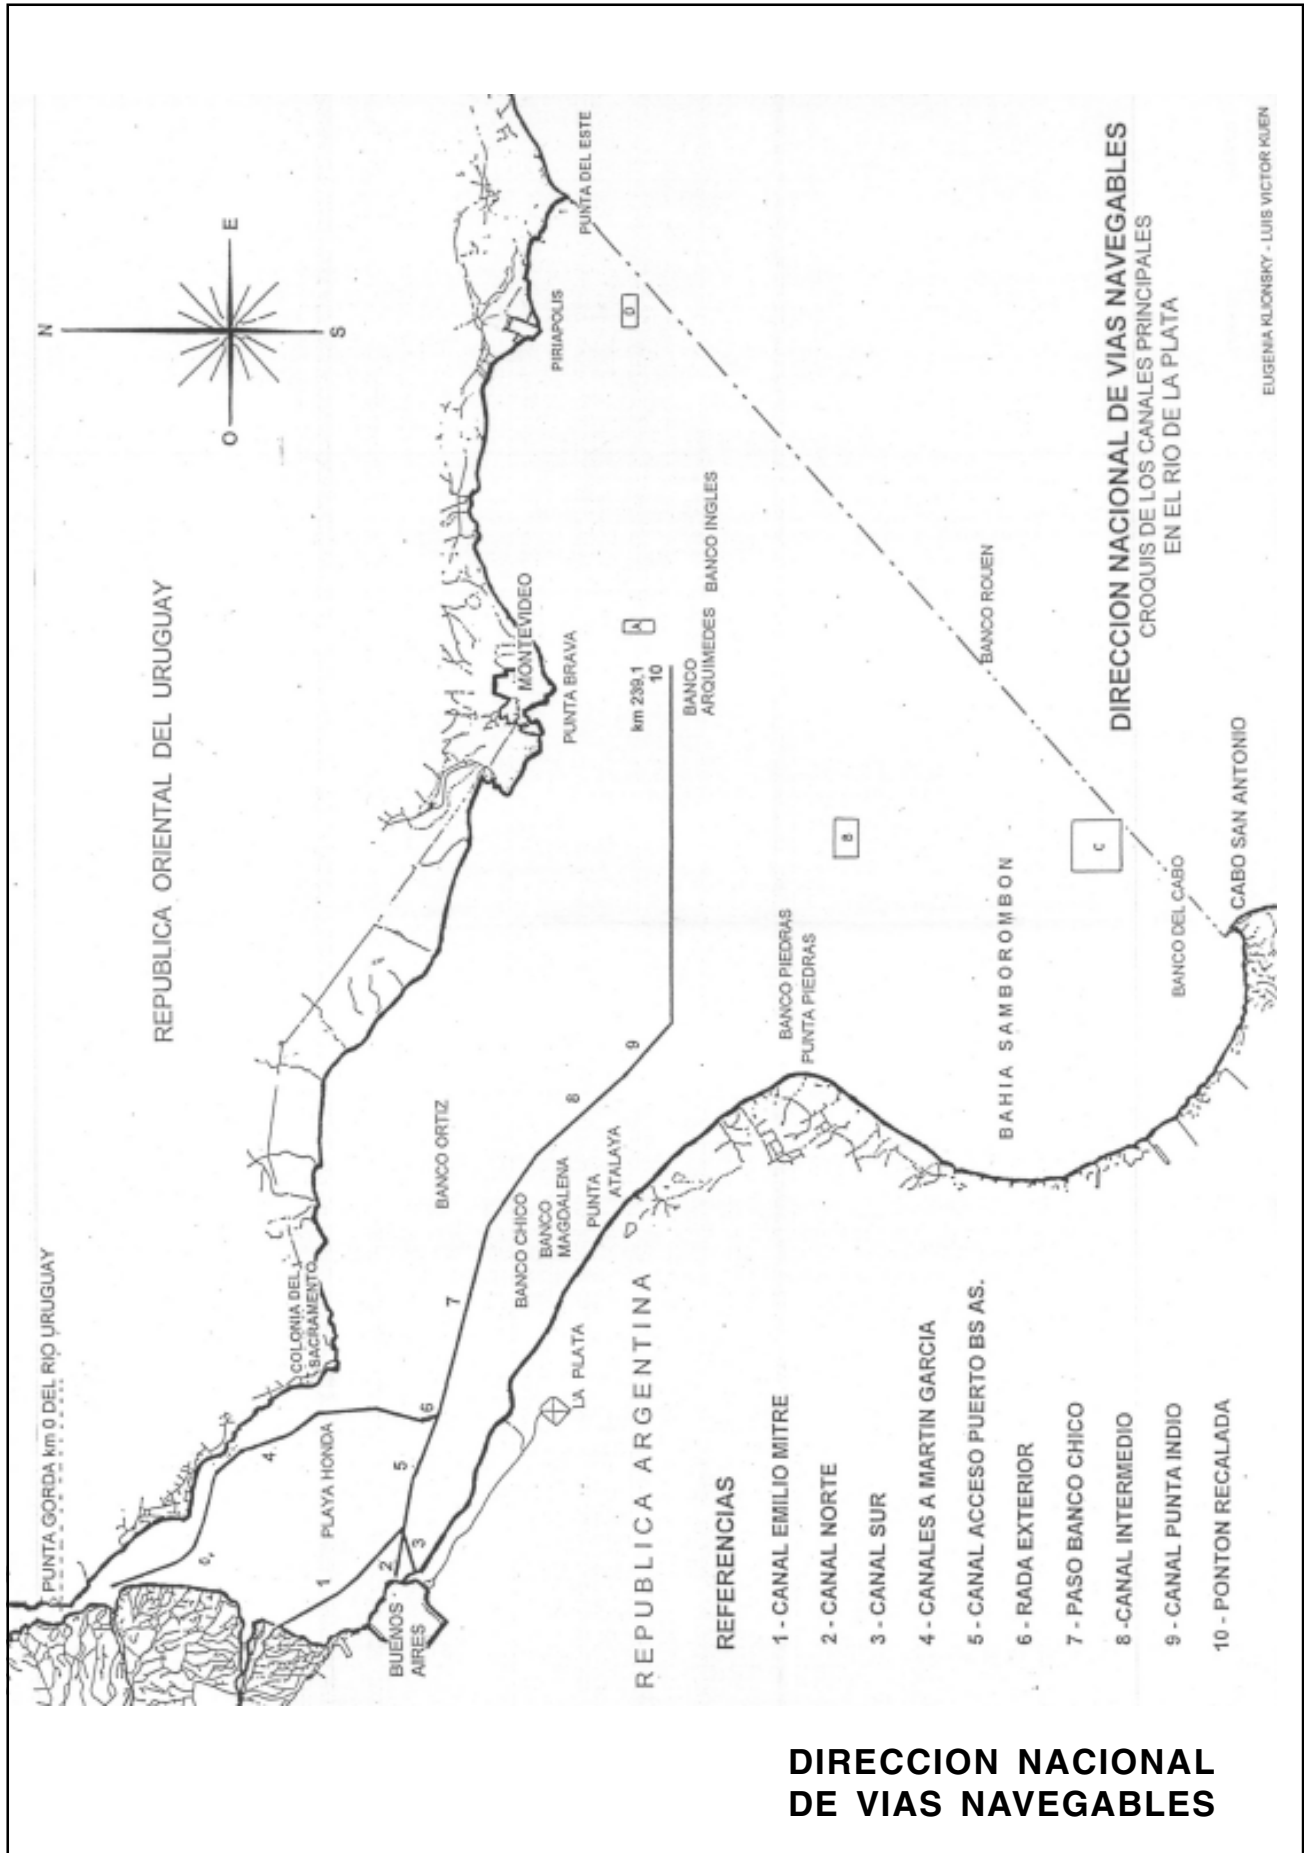 N
O
E
S
REPUBLICA ORIENTAL DEL URUGUAY
PUNTA GORDA km 0 DEL RIO URUGUAY
COLONIA DEL
SACRAMENTO
MONTEVIDEO
PUNTA BRAVA
PIRIAPOLIS
PUNTA DEL ESTE
D
km 239,1
10
A
BANCO
ARQUIMEDES
BANCO INGLES
PLAYA HONDA
4
1
2
3
5
6
7
8
9
BUENOS
AIRES
BANCO ORTIZ
BANCO CHICO
BANCO
MAGDALENA
PUNTA
ATALAYA
LA PLATA
BANCO PIEDRAS
PUNTA PIEDRAS
B
C
BANCO ROUEN
BAHIA SAMBOROMBON
BANCO DEL CABO
CABO SAN ANTONIO
REPUBLICA ARGENTINA
REFERENCIAS
1 - CANAL EMILIO MITRE
2 - CANAL NORTE
3 - CANAL SUR
4 - CANALES A MARTIN GARCIA
5 - CANAL ACCESO PUERTO BS AS.
6 - RADA EXTERIOR
7 - PASO BANCO CHICO
8 -CANAL INTERMEDIO
9 - CANAL PUNTA INDIO
10 - PONTON RECALADA
DIRECCION NACIONAL DE VIAS NAVEGABLES
CROQUIS DE LOS CANALES PRINCIPALES
EN EL RIO DE LA PLATA
EUGENIA KLIONSKY - LUIS VICTOR KUEN
DIRECCION NACIONAL
DE VIAS NAVEGABLES